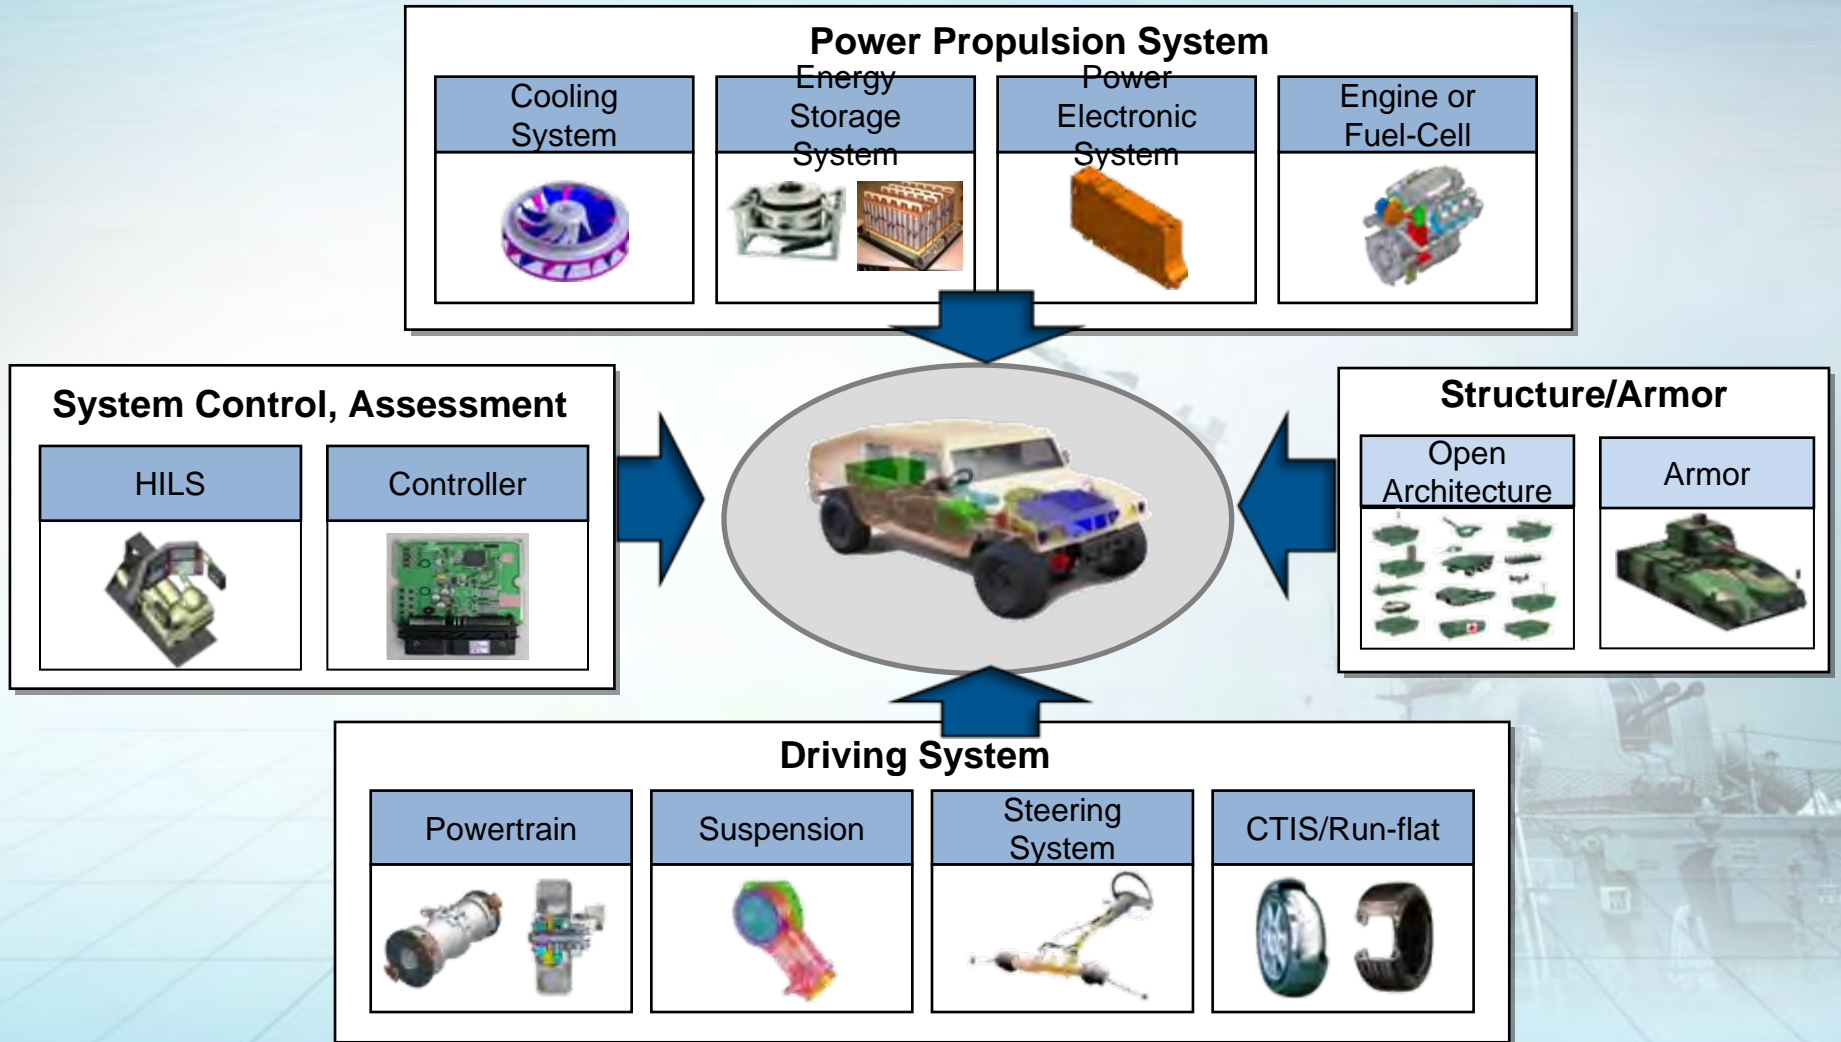 Power Propulsion System
Cooling
System
Energy
Storage
System
Power
Electronic
System
Engine or
Fuel-Cell
System Control, Assessment
HILS
Controller
Structure/Armor
Open
Architecture
Armor
Driving System
Powertrain
Suspension
Steering
System
CTIS/Run-flat